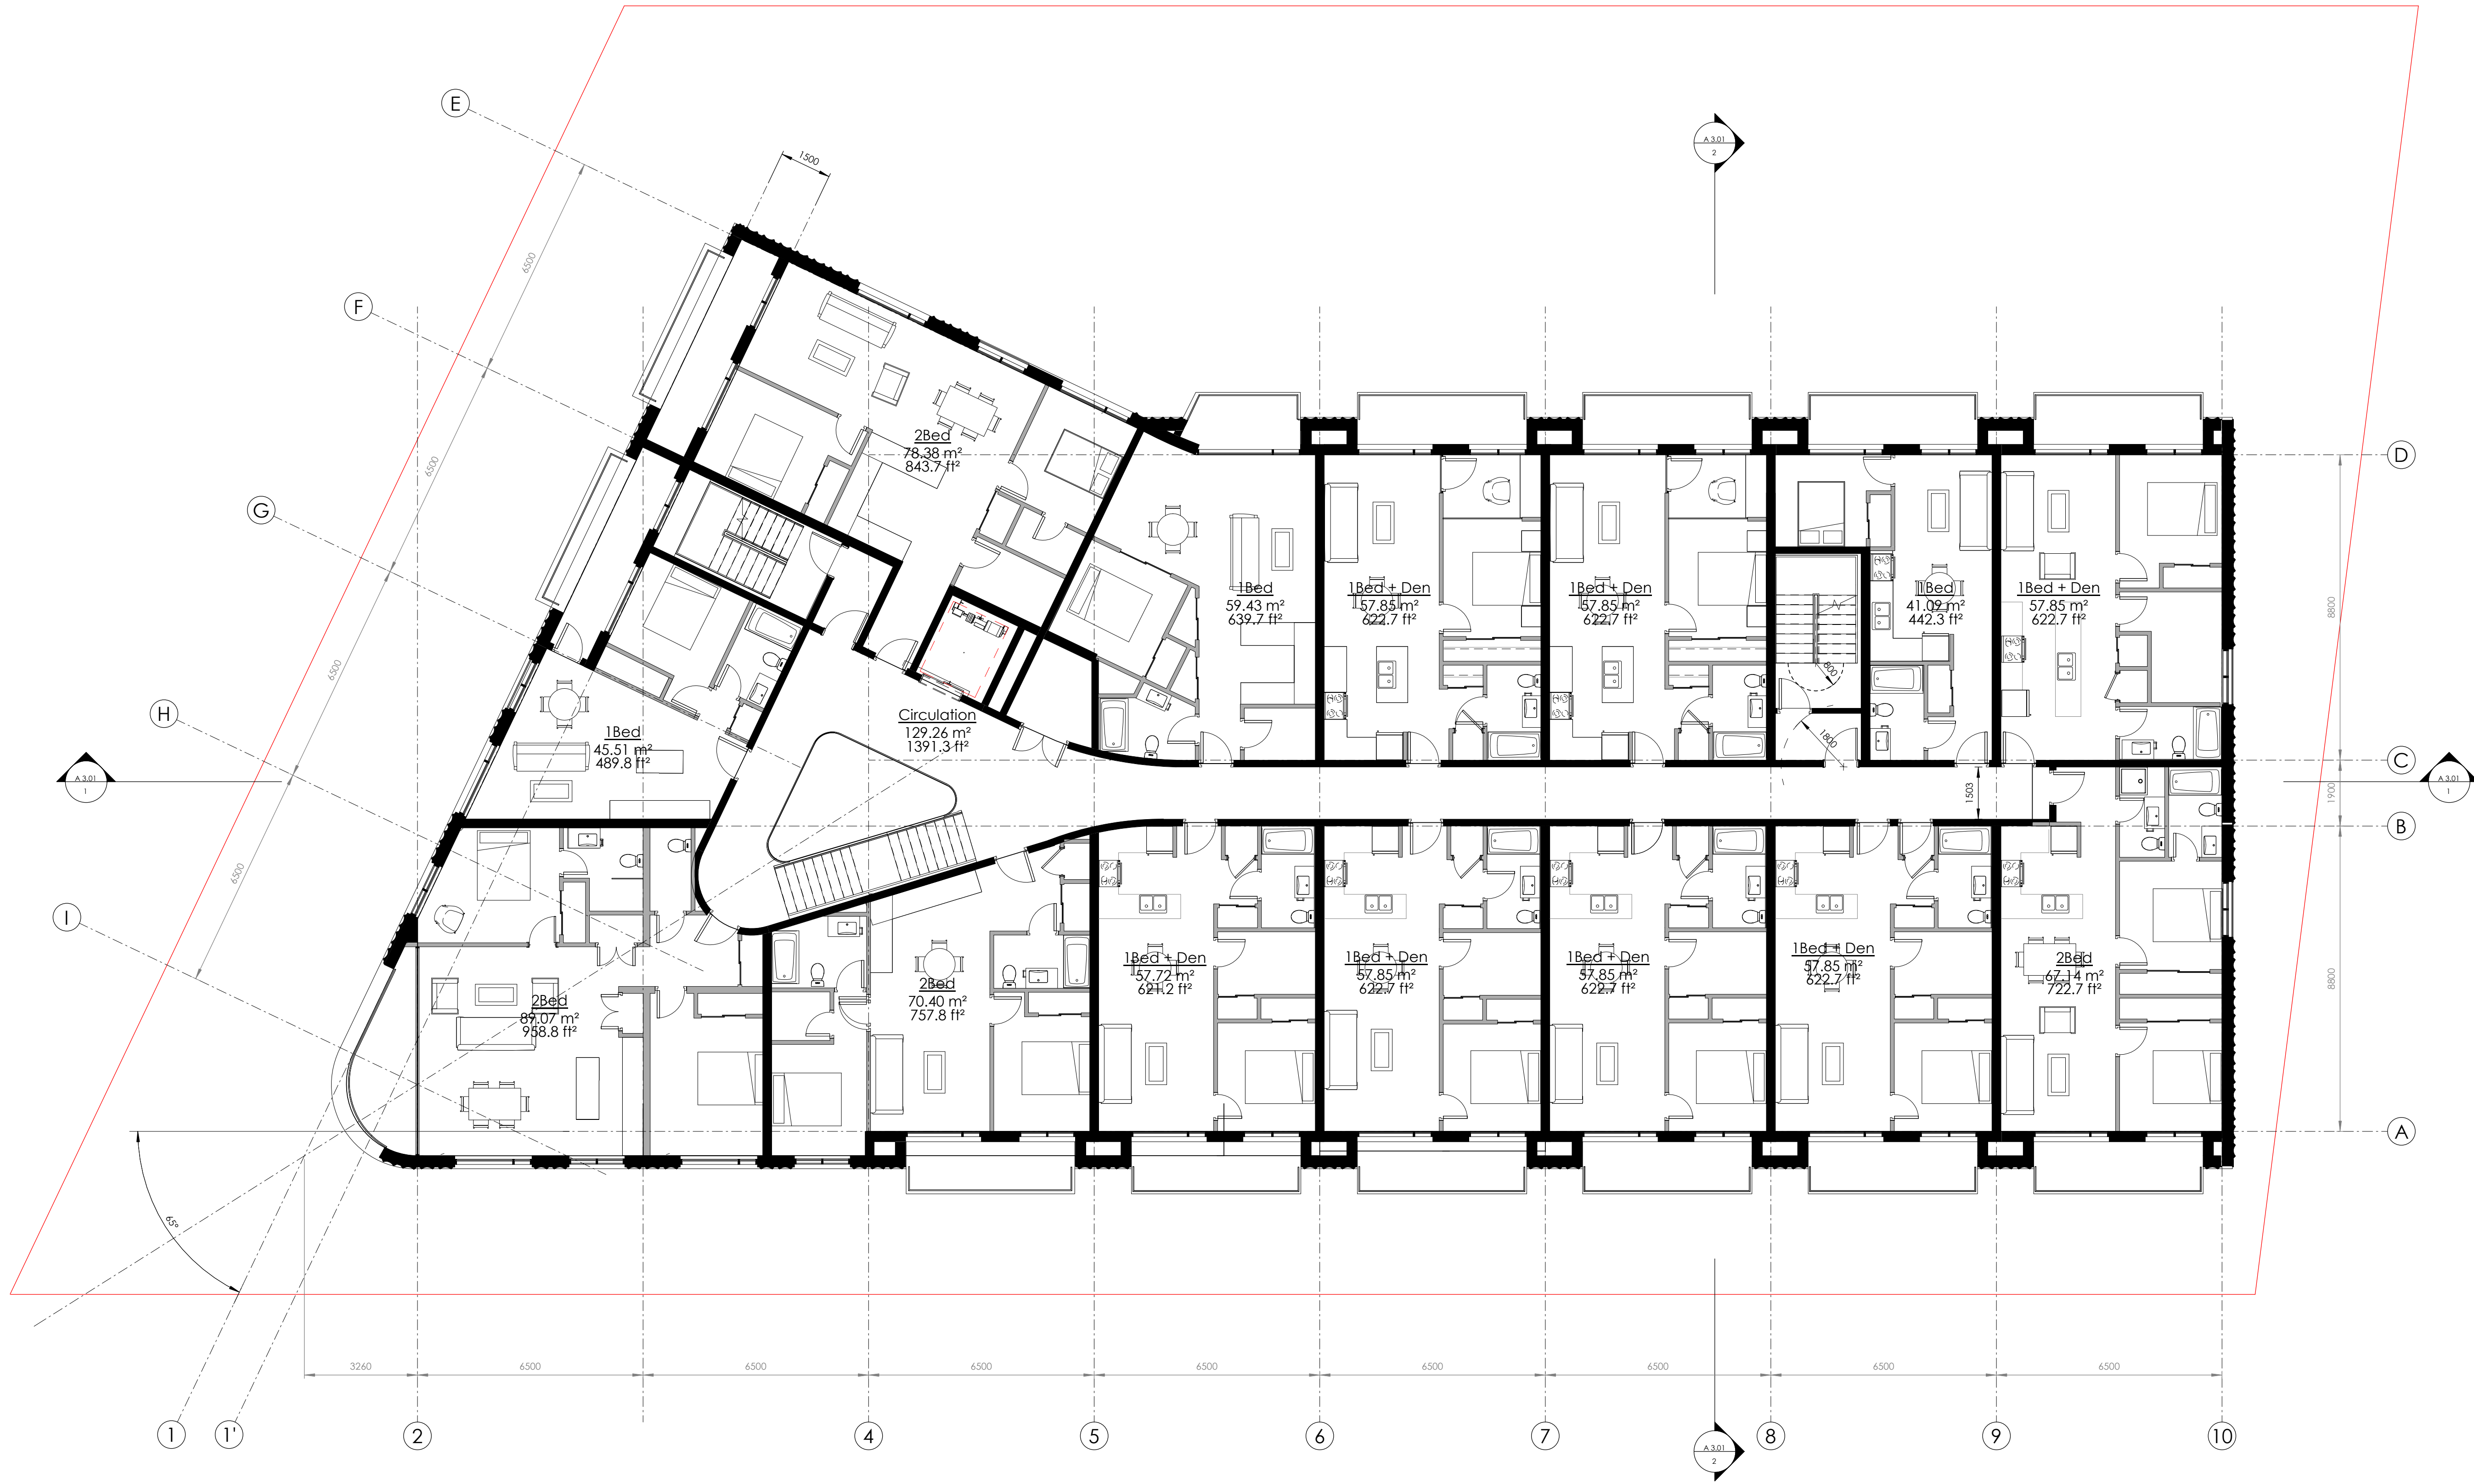 E
A 3.01
2
1500
6500
F
D
6500
2Bed
78.38 m²
843.7 ft²
G
1Bed
59.43 m²
639.7 ft²
1Bed + Den
57.85 m²
622.7 ft²
1Bed + Den
57.85 m²
622.7 ft²
1Bed
41.09 m²
442.3 ft²
1Bed + Den
57.85 m²
622.7 ft²
8800
6500
800
H
Circulation
129.26 m²
1391.3 ft²
1Bed
45.51 m²
489.8 ft²
1800
C
A 3.01
1
A 3.01
1
1503
1900
B
6500
I
2Bed
89.07 m²
958.8 ft²
2Bed
70.40 m²
757.8 ft²
1Bed + Den
57.72 m²
621.2 ft²
1Bed + Den
57.85 m²
622.7 ft²
1Bed + Den
57.85 m²
622.7 ft²
1Bed + Den
57.85 m²
622.7 ft²
2Bed
67.14 m²
722.7 ft²
8800
A
65°
3260
6500
6500
6500
6500
6500
6500
6500
6500
1
1'
2
4
5
6
7
8
9
10
A 3.01
2